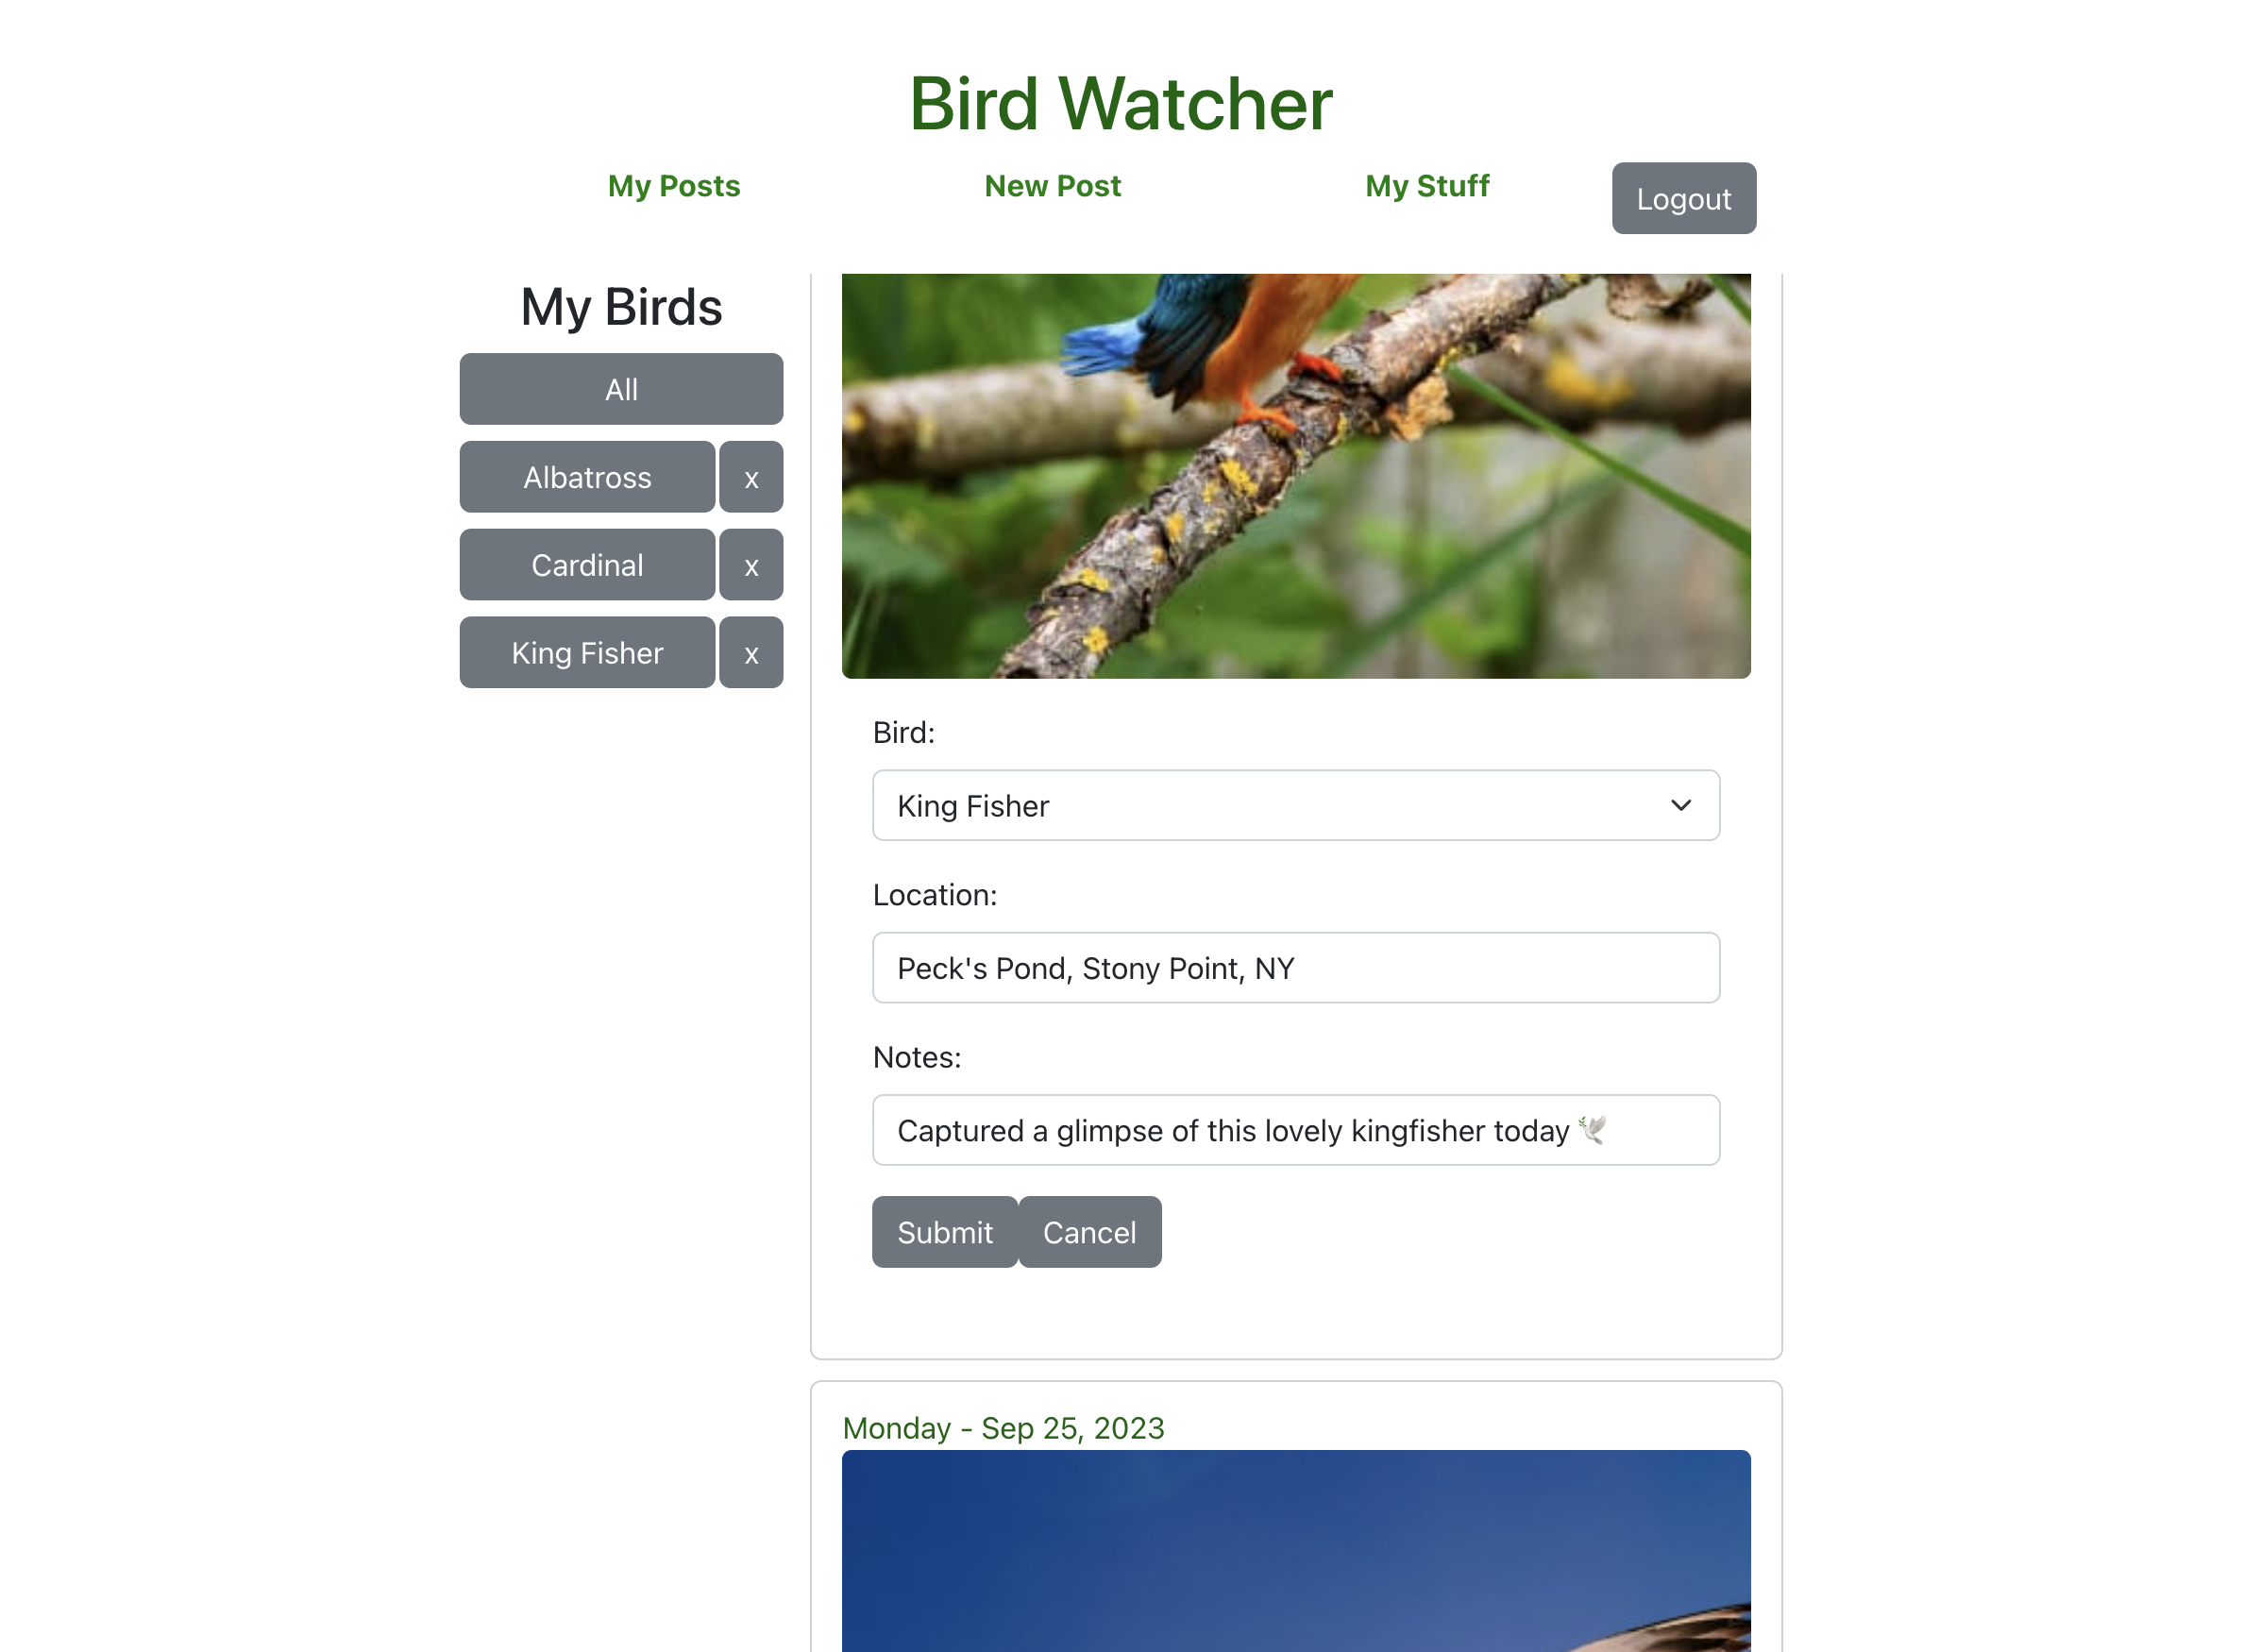 Bird Watcher
My Posts New Post My Stuff Logout
My Birds
All
Albatross x
Cardinal x
King Fisher x
Bird:
King Fisher
Location:
Peck's Pond, Stony Point, NY
Notes:
Captured a glimpse of this lovely kingfisher today 🕊️
Submit Cancel
Monday - Sep 25, 2023